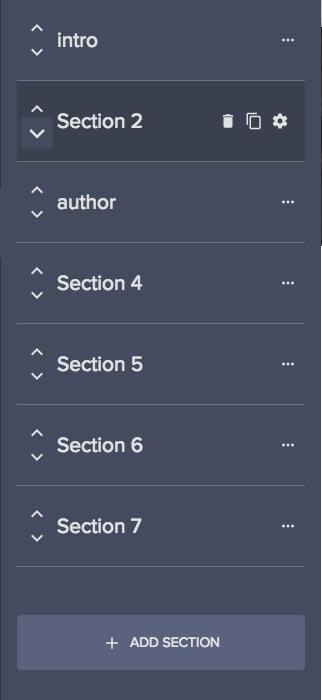 intro
Section 2
author
Section 4
Section 5
Section 6
Section 7
+ ADD SECTION